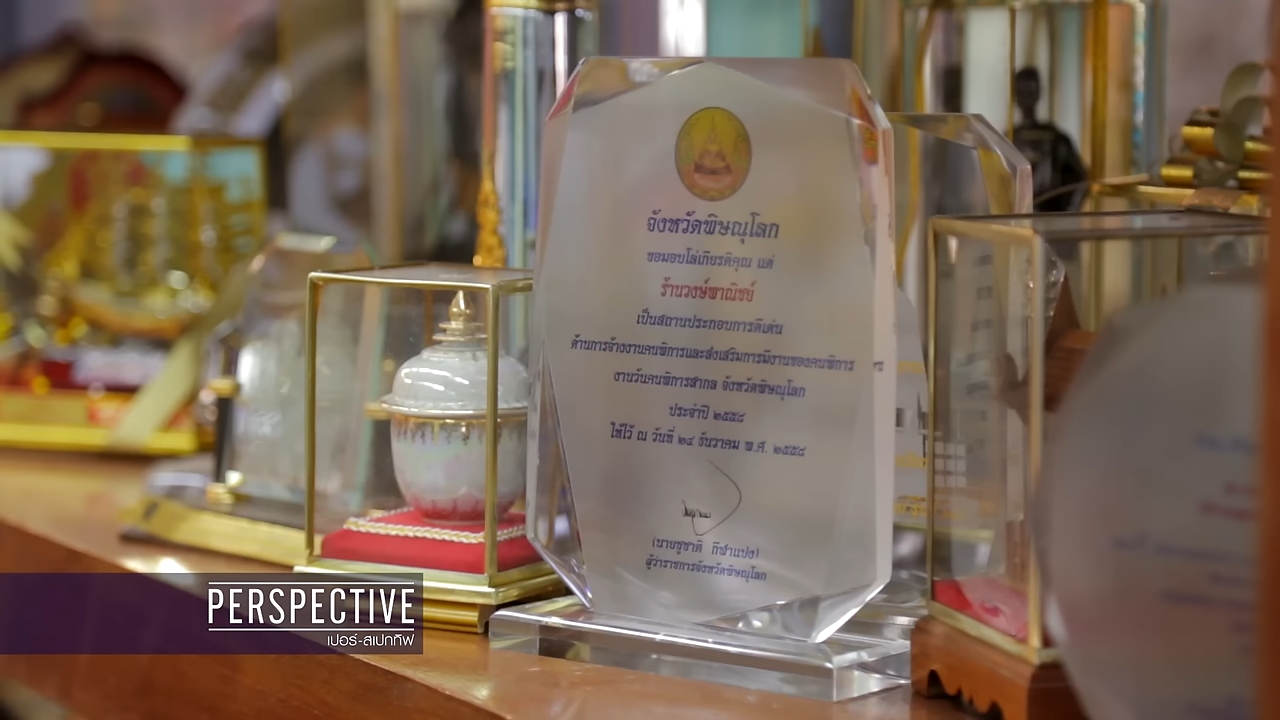 จังหวัดพิษณุโลก
ขอมอบโล่เกียรติคุณ แด่
ร้านวงษ์พาณิชย์
เป็นสถานประกอบการดีเด่น
ด้านการจ้างงานคนพิการและส่งเสริมการมีงานของคนพิการ
งานวันคนพิการสากล จังหวัดพิษณุโลก
ประจำปี ๒๕๕๘
ให้ไว้ ณ วันที่ ๒๔ ธันวาคม พ.ศ. ๒๕๕๘
(นายชูชาติ กีฬาแปง)
ผู้ว่าราชการจังหวัดพิษณุโลก
PERSPECTIVE
เปอร์-สเปกทิฟ